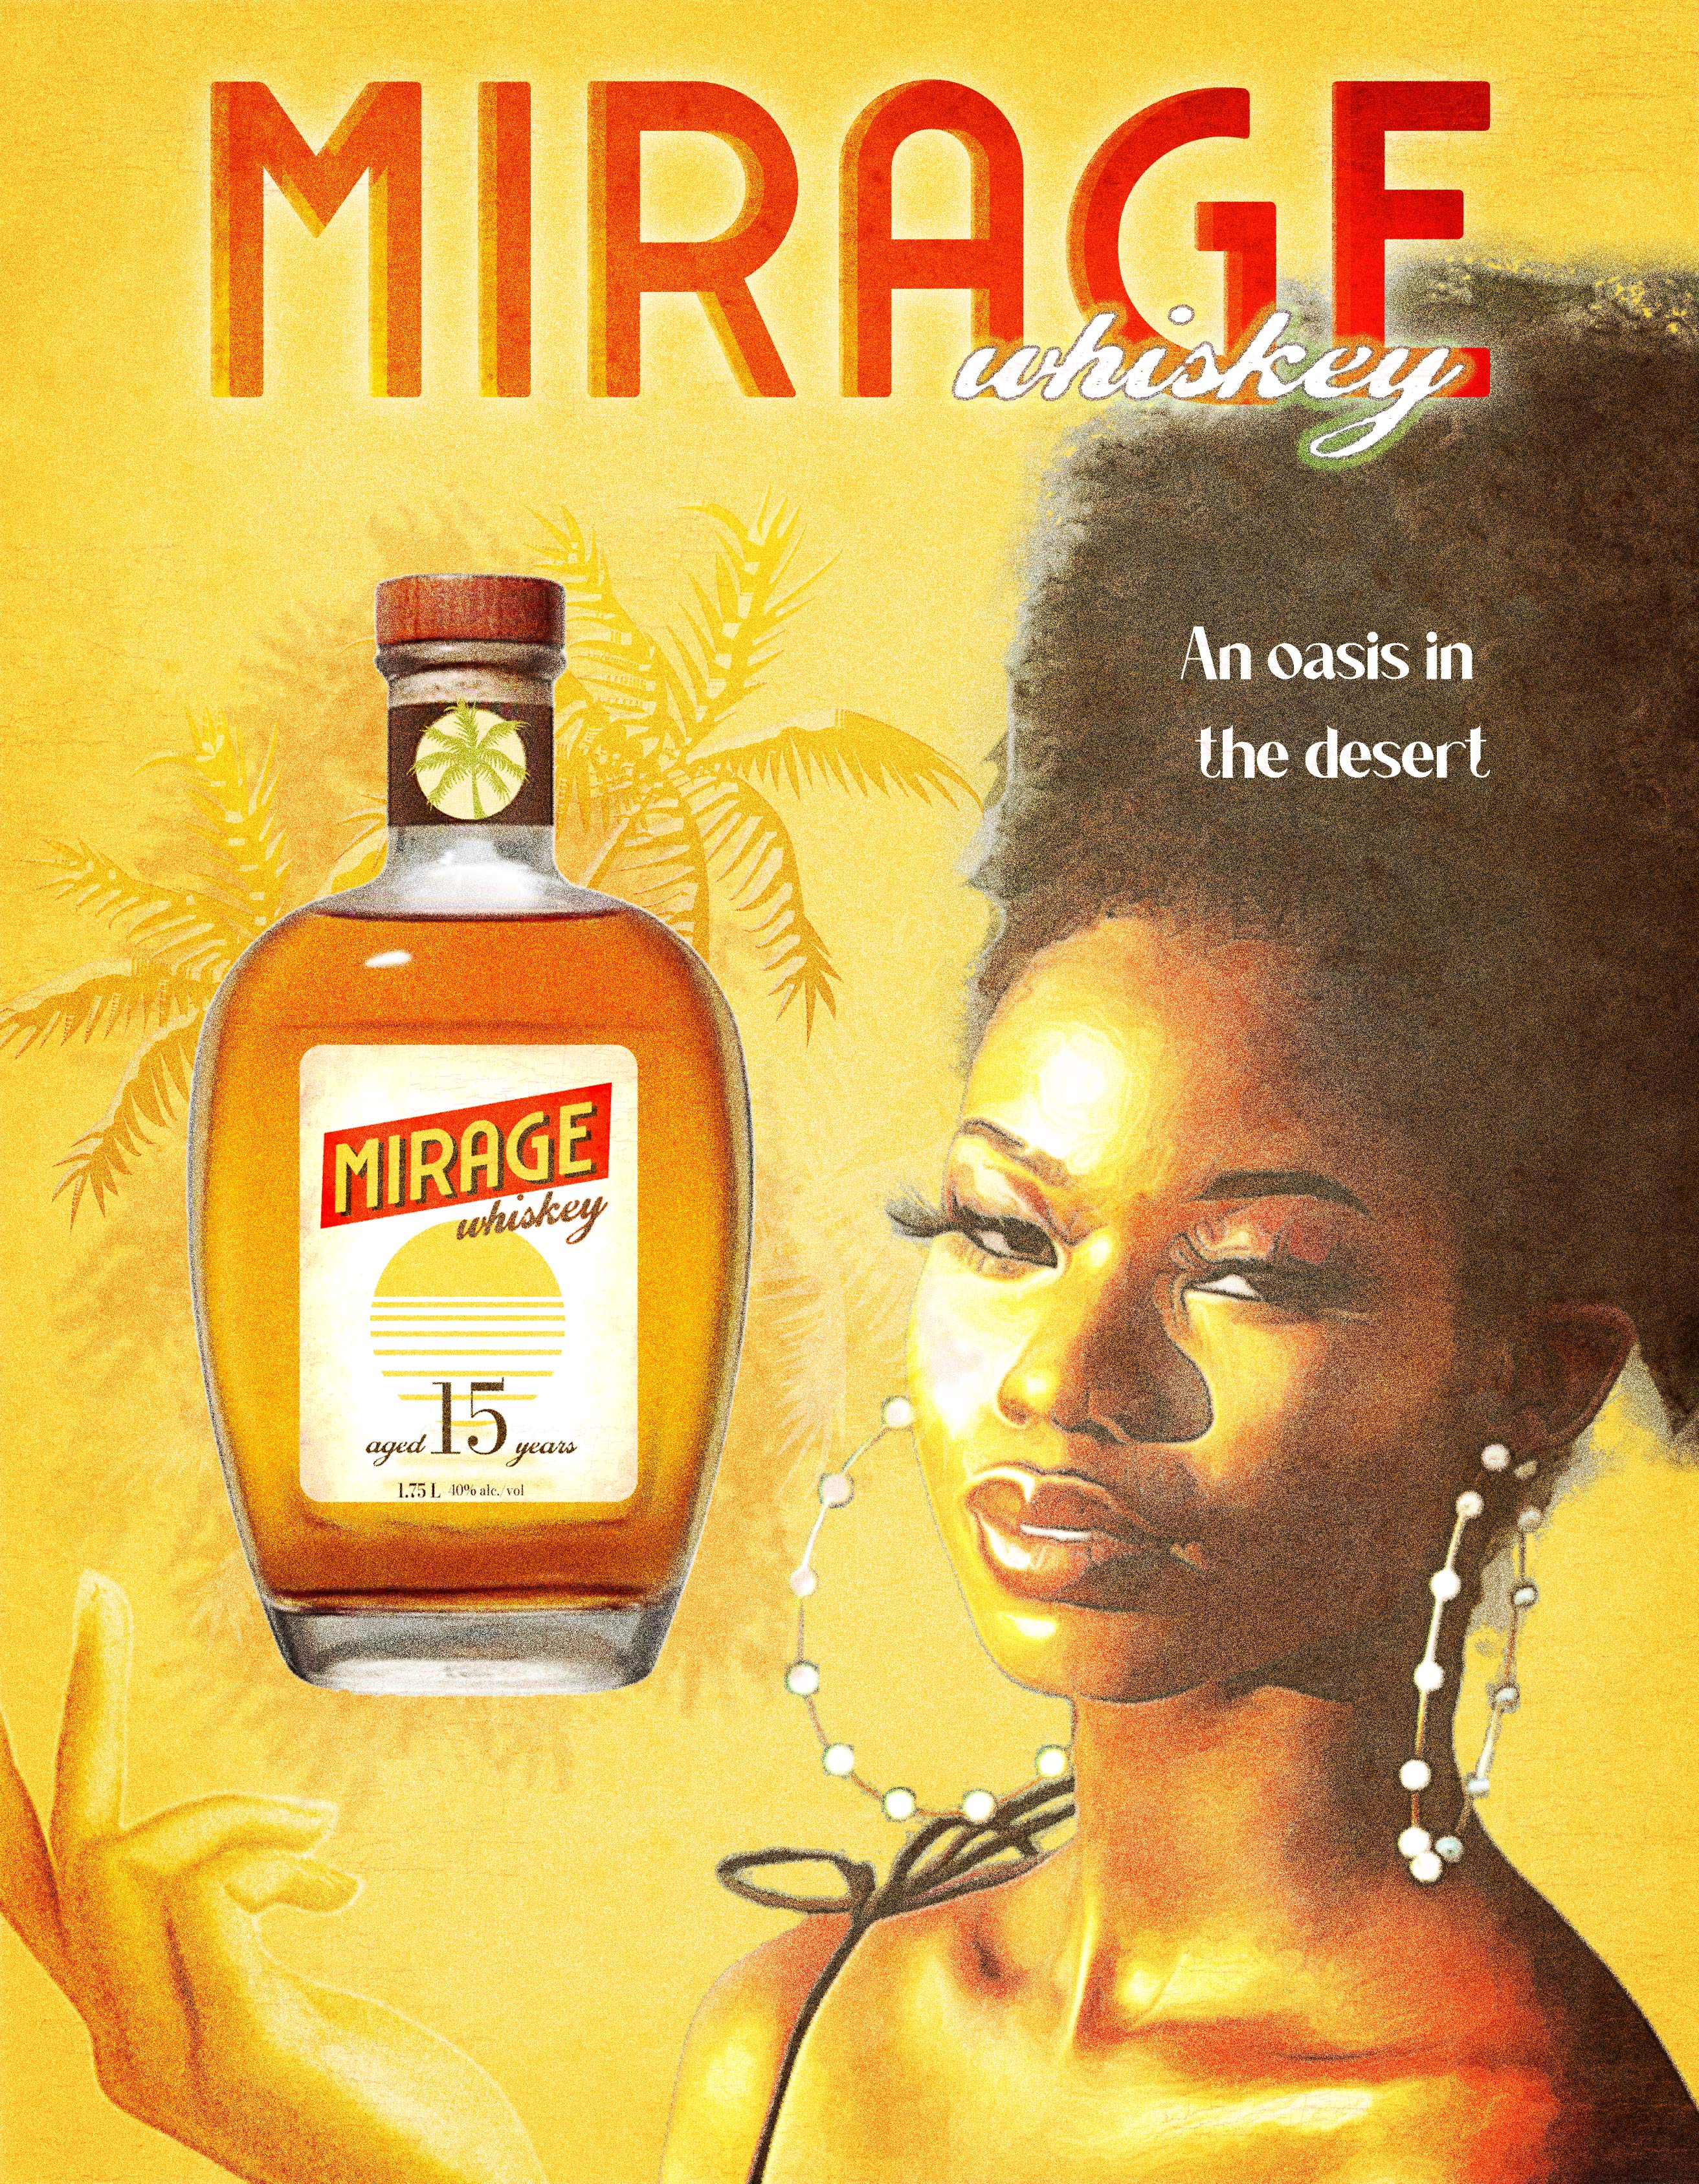 MIRAGE
whiskey
An oasis in
the desert
MIRAGE
whiskey
aged 15 years
1.75 L 40% alc./vol